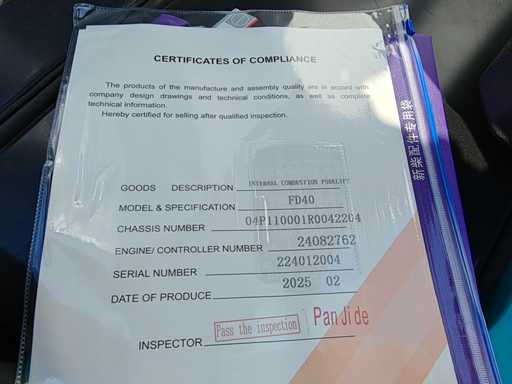 CERTIFICATES OF COMPLIANCE
The products of the manufacture and assembly quality are in accord with
company design drawings and technical conditions, as well as complete
technical information.
Hereby certified for selling after qualified inspection.
GOODS DESCRIPTION INTERNAL COMBUSTION FORKLIFT
MODEL & SPECIFICATION FD40
CHASSIS NUMBER 04P110001R0042204
ENGINE/ CONTROLLER NUMBER 24082762
SERIAL NUMBER 224012004
DATE OF PRODUCE 2025 02
INSPECTOR Pass the inspection Pan Ji de
新柴配件专用袋